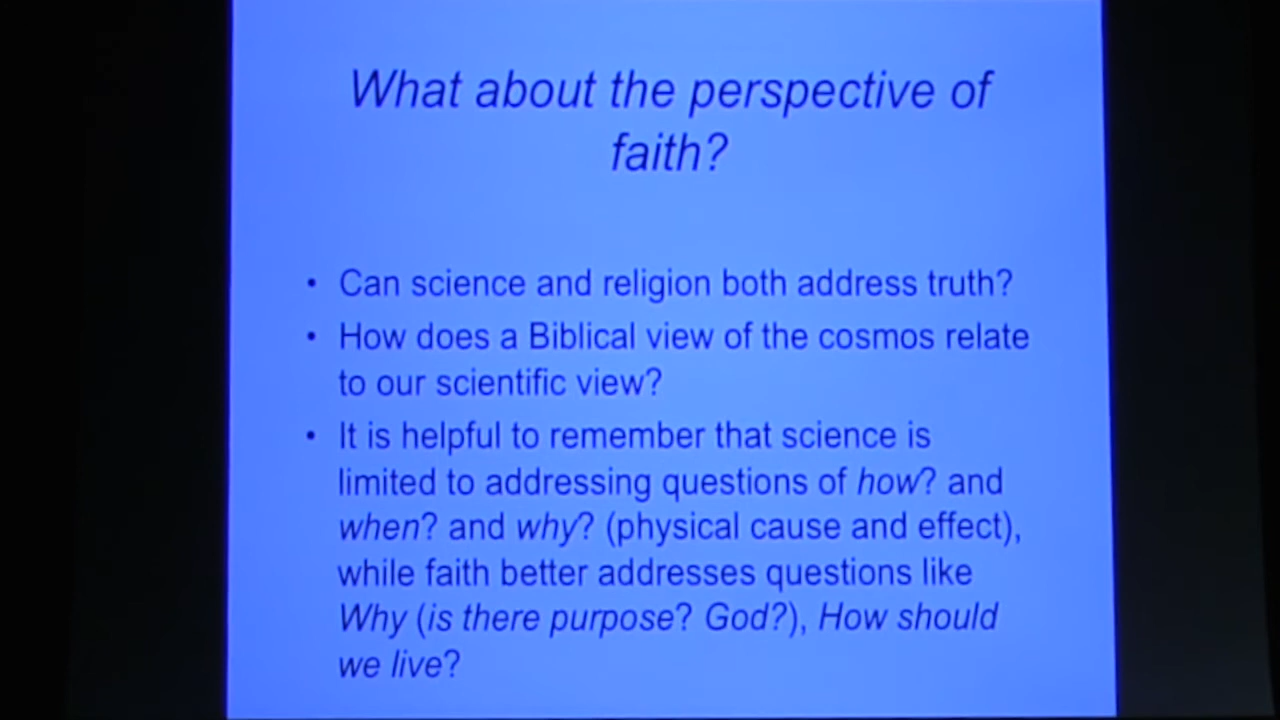 What about the perspective of
faith?
• Can science and religion both address truth?
• How does a Biblical view of the cosmos relate
to our scientific view?
• It is helpful to remember that science is
limited to addressing questions of how? and
when? and why? (physical cause and effect),
while faith better addresses questions like
Why (is there purpose? God?), How should
we live?